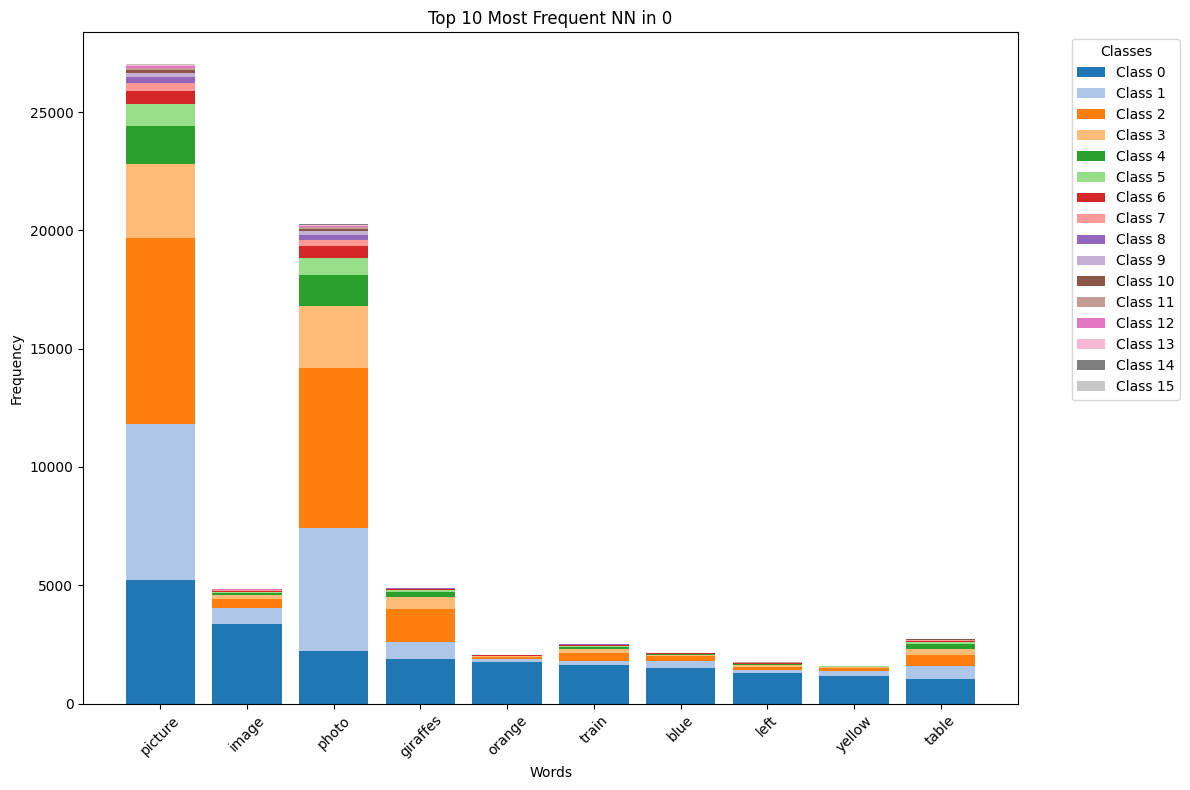 Top 10 Most Frequent NN in 0
Frequency
25000
20000
15000
10000
5000
0
picture
image
photo
giraffes
orange
train
blue
left
yellow
table
Words
Classes
Class 0
Class 1
Class 2
Class 3
Class 4
Class 5
Class 6
Class 7
Class 8
Class 9
Class 10
Class 11
Class 12
Class 13
Class 14
Class 15